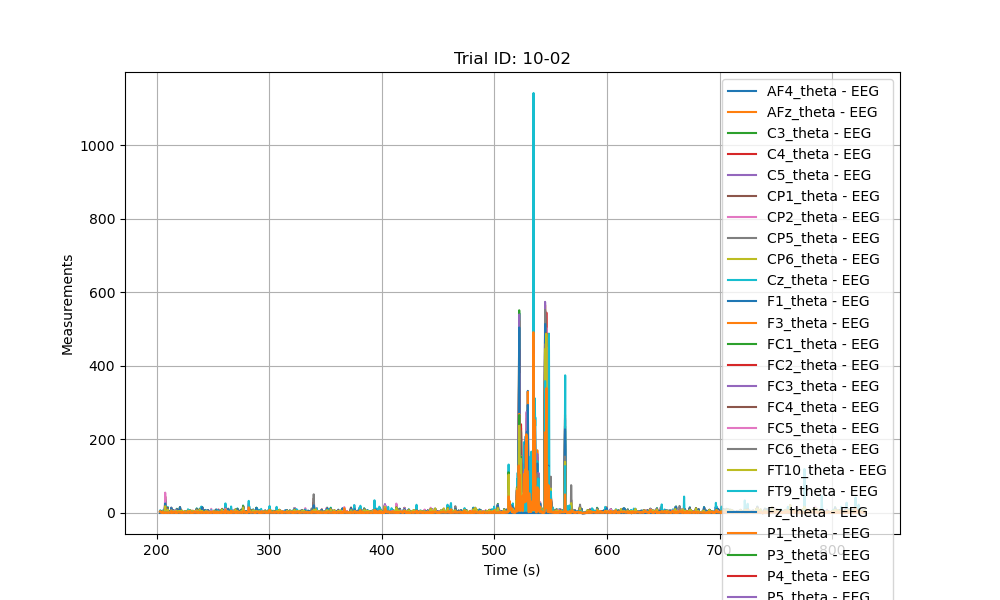 Trial ID: 10-02
Measurements
1000
800
600
400
200
0
200
300
400
500
600
700
800
Time (s)
AF4_theta - EEG
AFz_theta - EEG
C3_theta - EEG
C4_theta - EEG
C5_theta - EEG
CP1_theta - EEG
CP2_theta - EEG
CP5_theta - EEG
CP6_theta - EEG
Cz_theta - EEG
F1_theta - EEG
F3_theta - EEG
FC1_theta - EEG
FC2_theta - EEG
FC3_theta - EEG
FC4_theta - EEG
FC5_theta - EEG
FC6_theta - EEG
FT10_theta - EEG
FT9_theta - EEG
Fz_theta - EEG
P1_theta - EEG
P3_theta - EEG
P4_theta - EEG
P5_theta - EEG